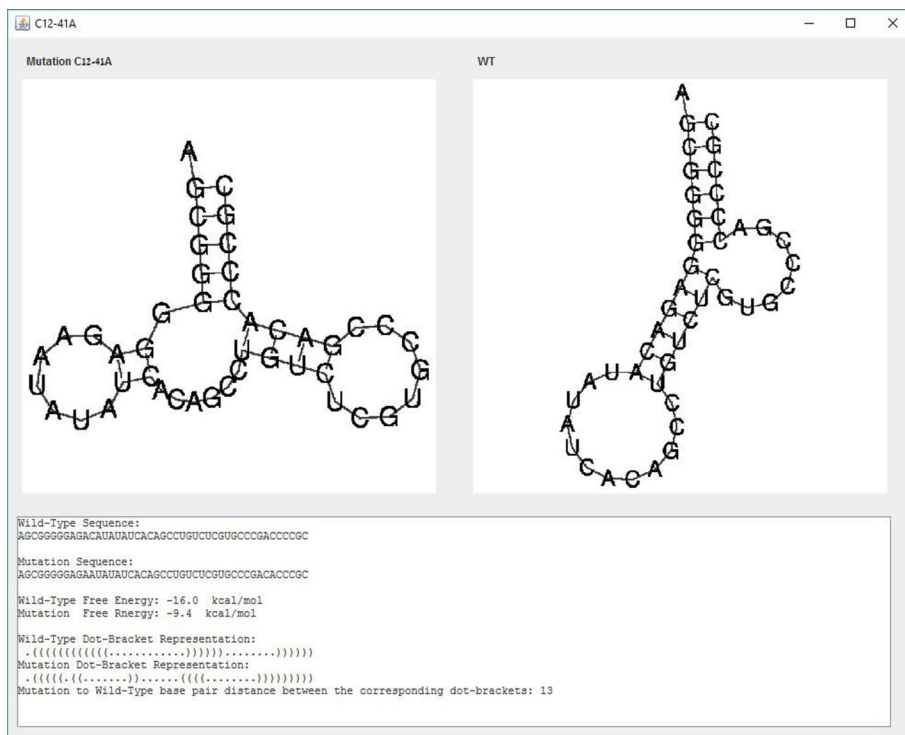 C12-41A
Mutation C12-41A
WT
Wild-Type Sequence:
AGCGGGGGAGACAUAUAUCACAGCCUGUCUCGUGCCCGACCCCGC
Mutation Sequence:
AGCGGGGGAGAAUAUAUCACAGCCUGUCUCGUGCCCGACACCCGC
Wild-Type Free Energy: -16.0 kcal/mol
Mutation Free Rnergy: -9.4 kcal/mol
Wild-Type Dot-Bracket Representation:
.((((((((((((............))))))........))))))
Mutation Dot-Bracket Representation:
.(((((.((.......))......((((........)))))))))
Mutation to Wild-Type base pair distance between the corresponding dot-brackets: 13